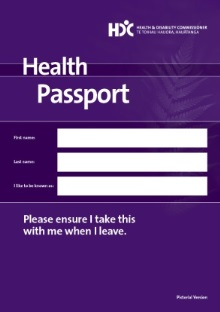 HDC HEALTH & DISABILITY COMMISSIONER
TE TOIHAU HAUORA, HAUĀTANGA
Health
Passport
First name:
Last name:
I like to be known as:
Please ensure I take this
with me when I leave.
Pictorial Version